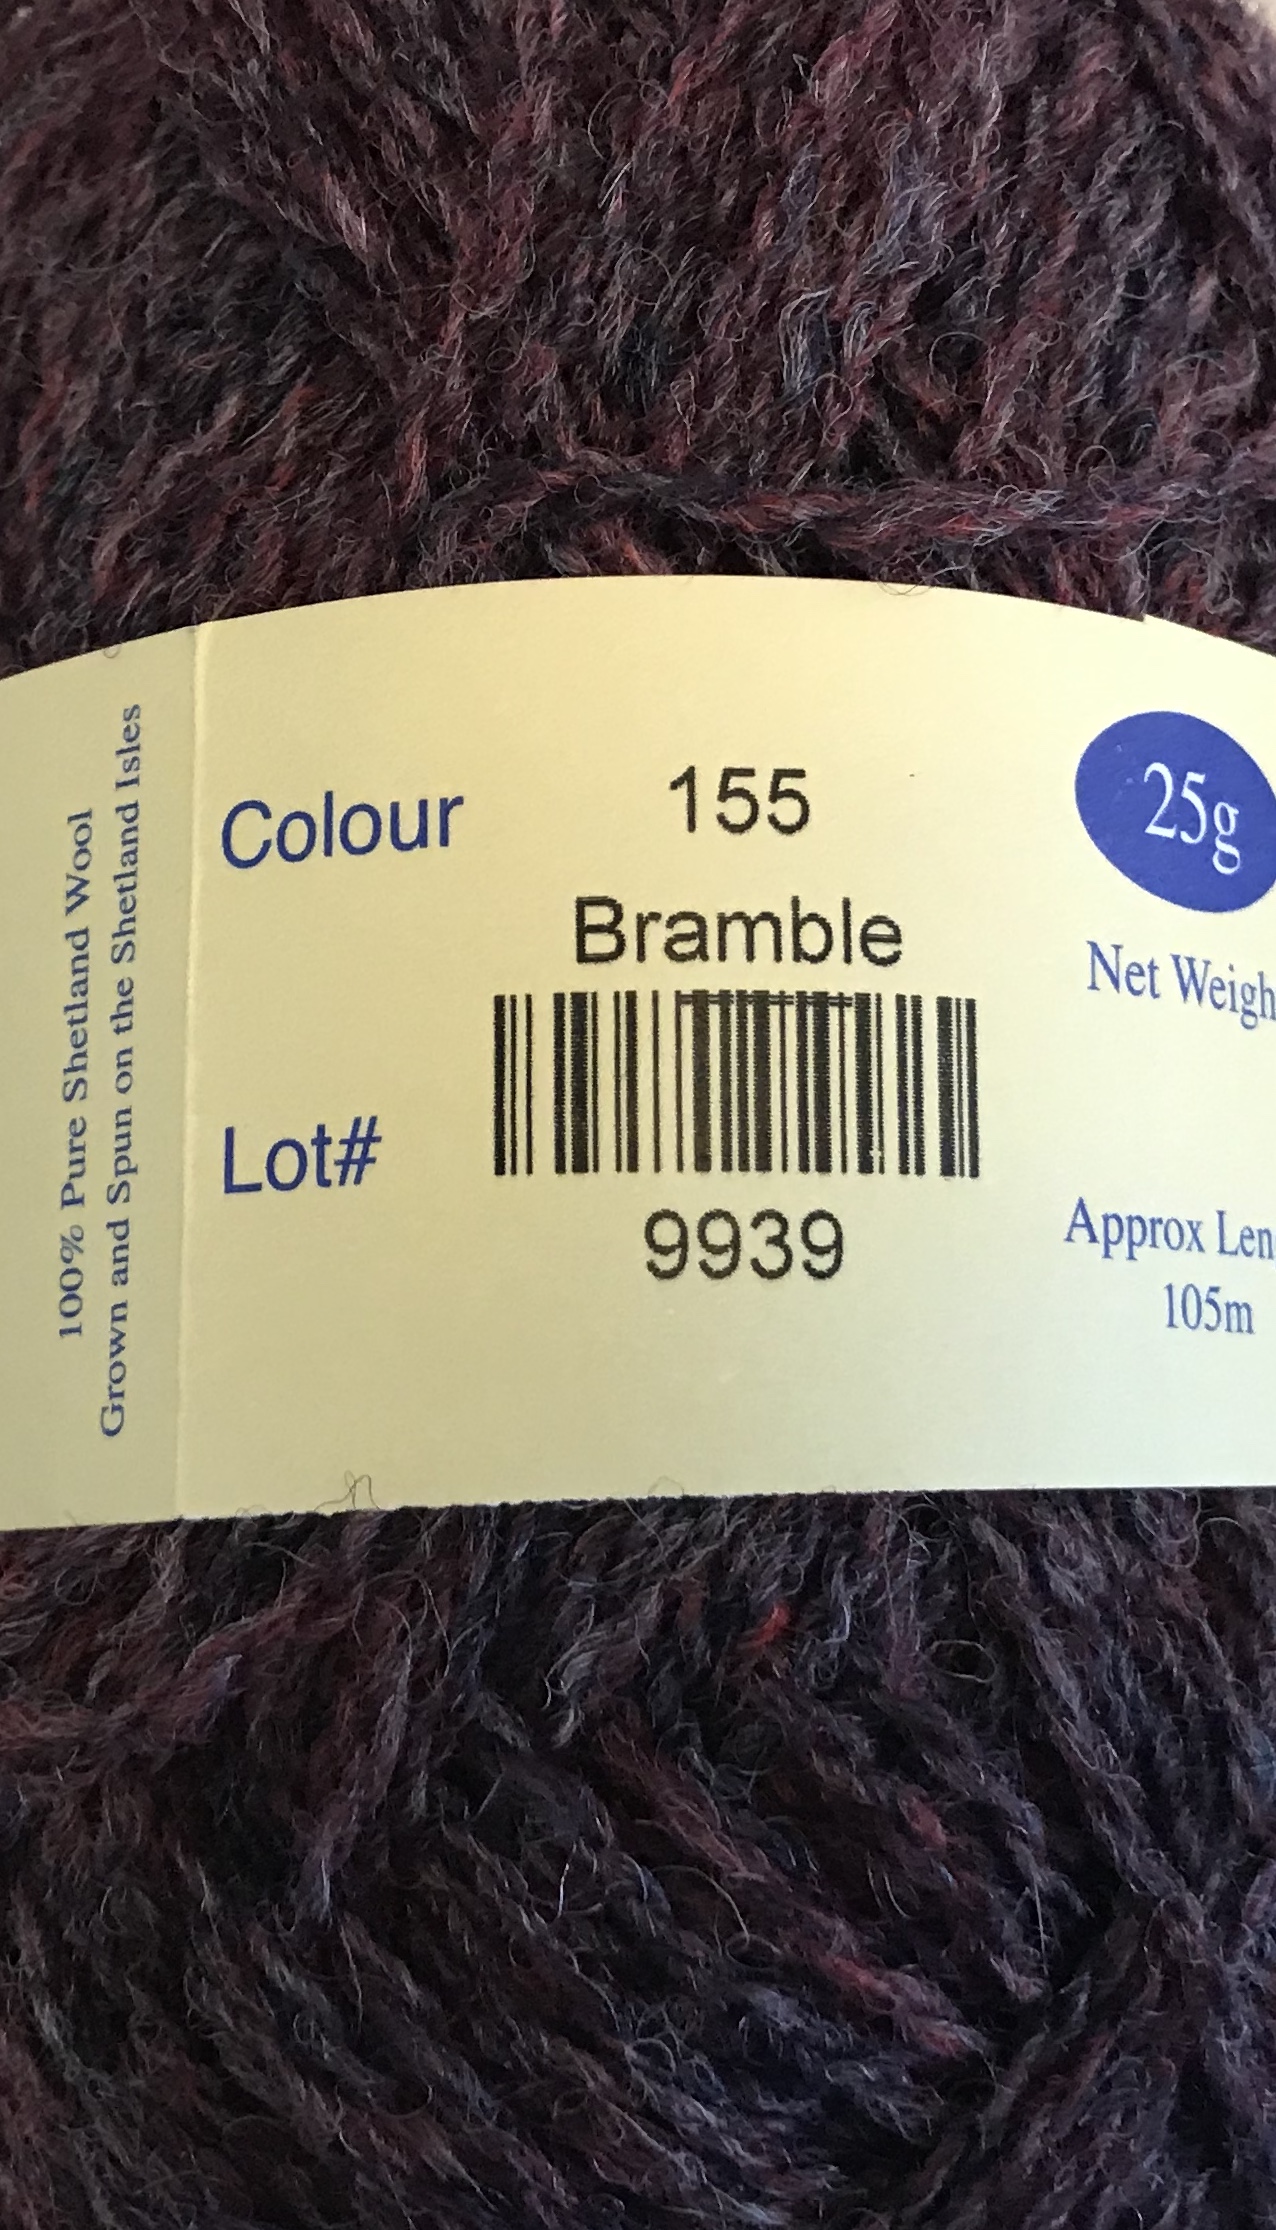 100% Pure Shetland Wool
Grown and Spun on the Shetland Isles
Colour
155
Bramble
Lot#
9939
25g
Net Weigh
Approx Len
105m